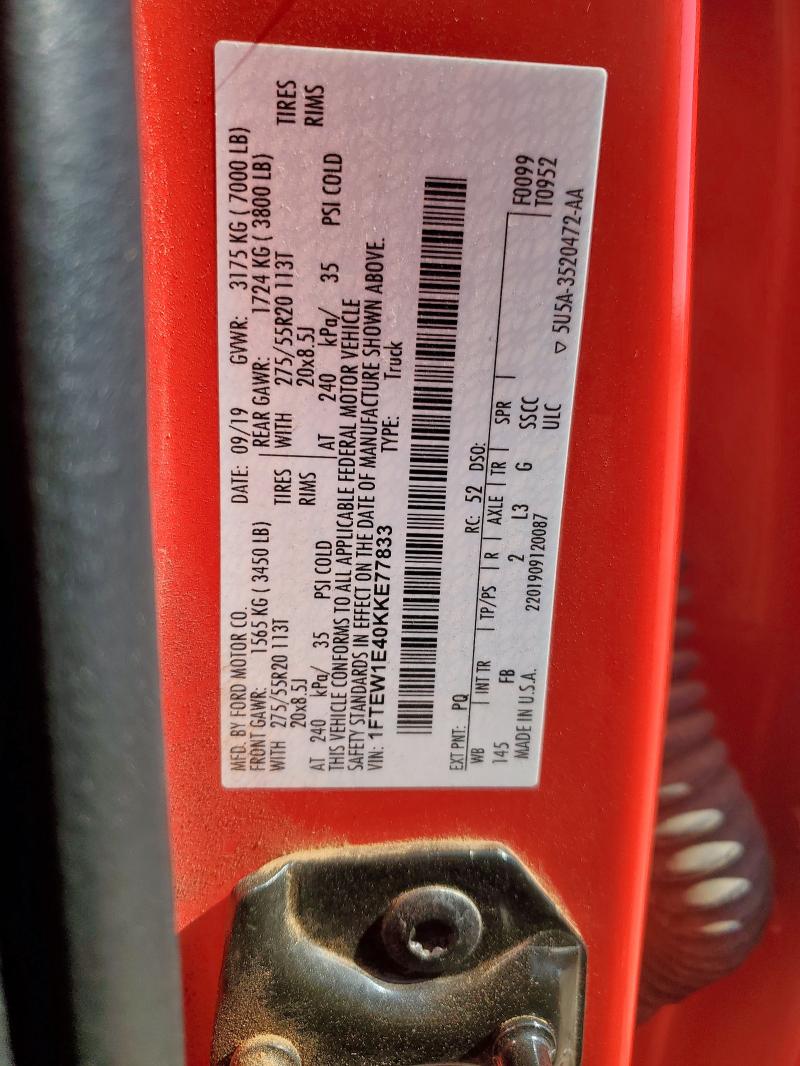 MFD. BY FORD MOTOR CO. DATE: 09/19 GVWR: 3175 KG ( 7000 LB)
FRONT GAWR: 1565 KG ( 3450 LB) REAR GAWR: 1724 KG ( 3800 LB)
WITH 275/55R20 113T TIRES WITH 275/55R20 113T TIRES
20x8.5J RIMS 20x8.5J RIMS
AT 240 kPa/ 35 PSI COLD AT 240 kPa/ 35 PSI COLD
THIS VEHICLE CONFORMS TO ALL APPLICABLE FEDERAL MOTOR VEHICLE
SAFETY STANDARDS IN EFFECT ON THE DATE OF MANUFACTURE SHOWN ABOVE.
VIN: 1FTEW1E40KKE77833 TYPE: Truck
EXT PNT: PQ RC: 52 DSO:
WB INT TR TP/PS R AXLE TR SPR F0099
145 FB 2 L3 G SSCC T0952
MADE IN U.S.A. 2201909120087 ULC ▽ 5U5A-3520472-AA